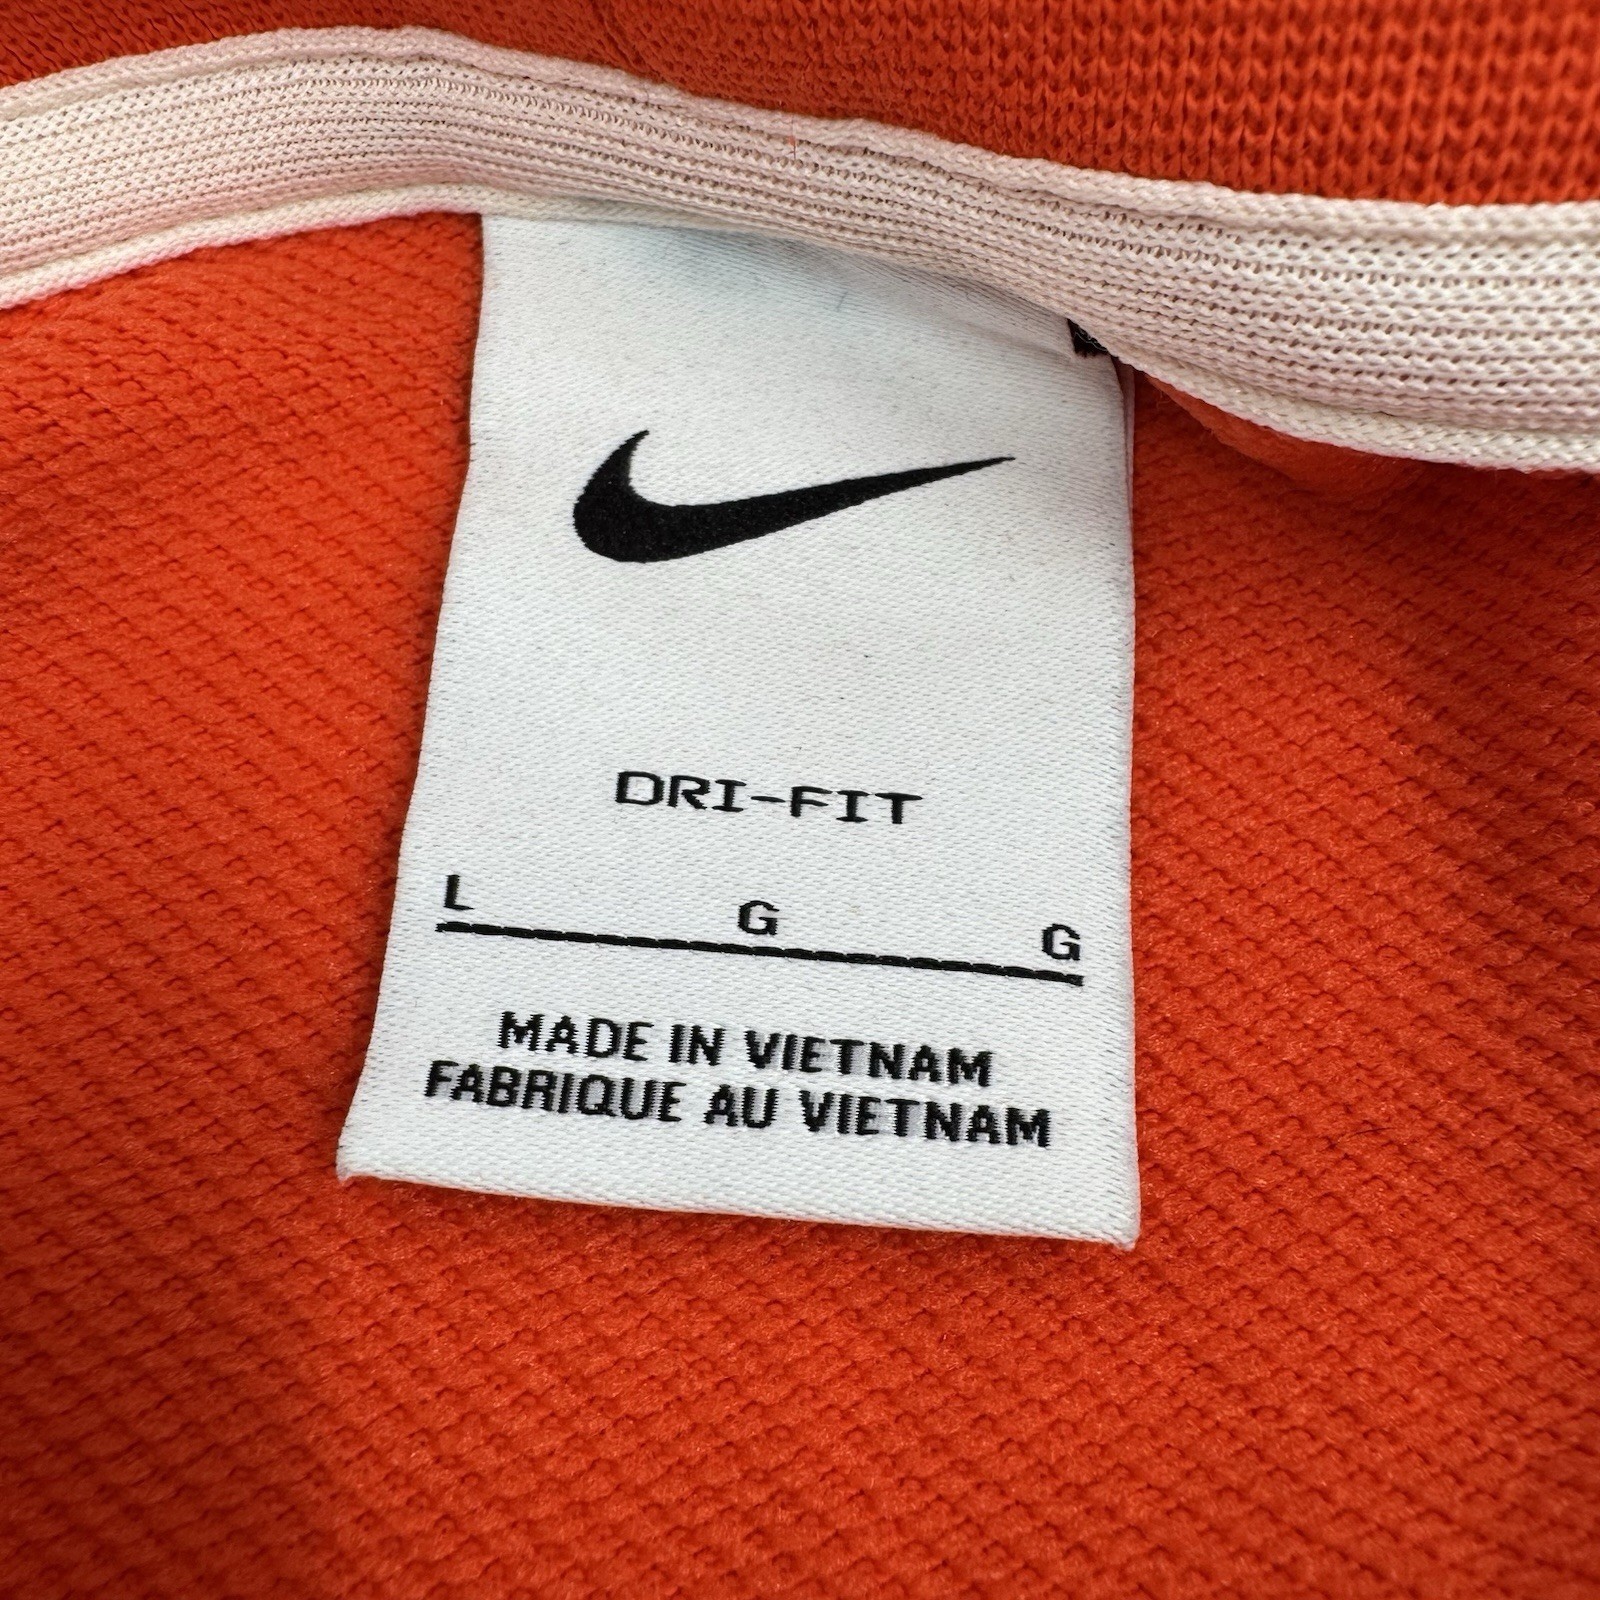 DRI-FIT
L G G
MADE IN VIETNAM
FABRIQUE AU VIETNAM